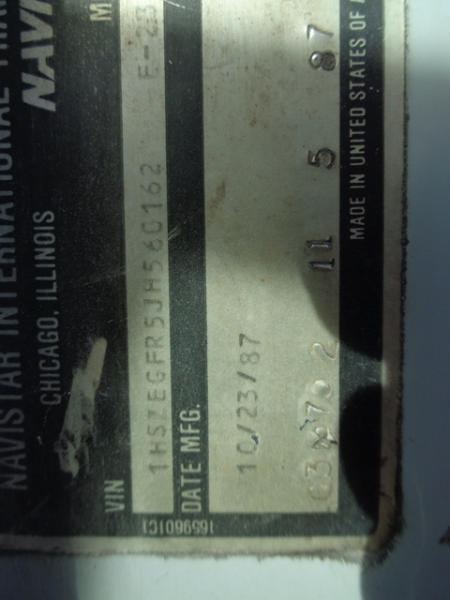 NAVISTAR INTERNATIONAL
NAVI
CHICAGO, ILLINOIS
M
VIN
1HSZEGFR5JH560162 E-23
DATE MFG.
10/23/87
11 5 87
MADE IN UNITED STATES OF A
1659601C1